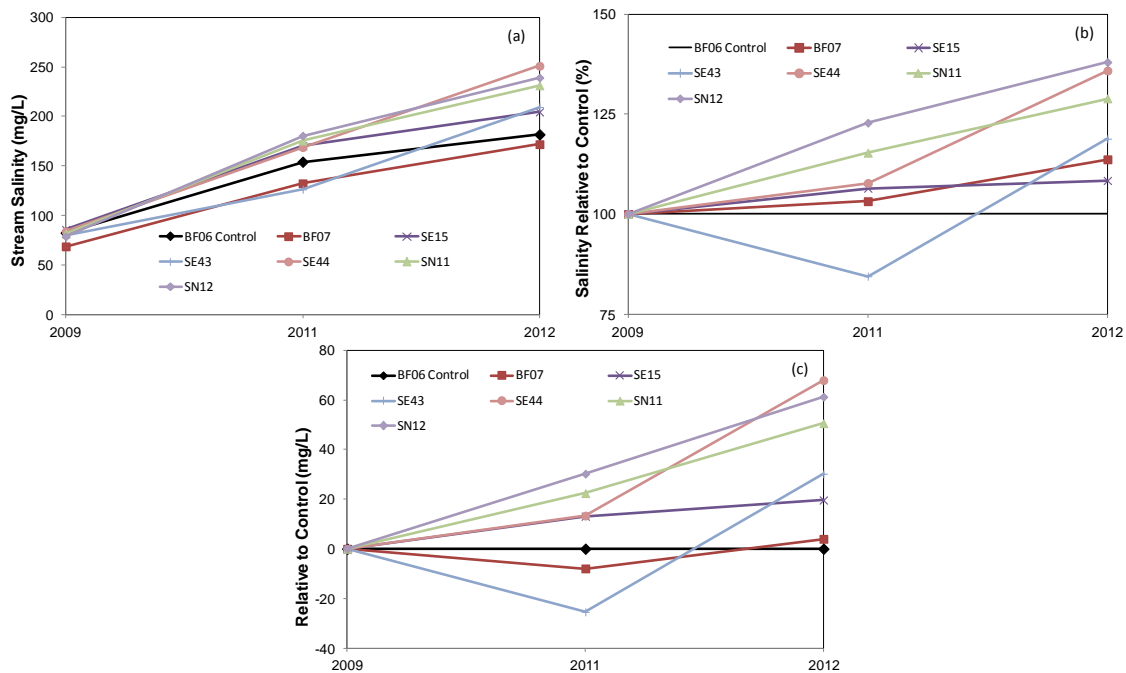 (a)
Stream Salinity (mg/L)
300
250
200
150
100
50
0
BF06 Control BF07 SE15
SE43 SE44 SN11
SN12
2009 2011 2012
(b)
Salinity Relative to Control (%)
150
125
100
75
BF06 Control BF07 SE15
SE43 SE44 SN11
SN12
2009 2011 2012
(c)
Relative to Control (mg/L)
80
60
40
20
0
-20
-40
BF06 Control BF07 SE15
SE43 SE44 SN11
SN12
2009 2011 2012